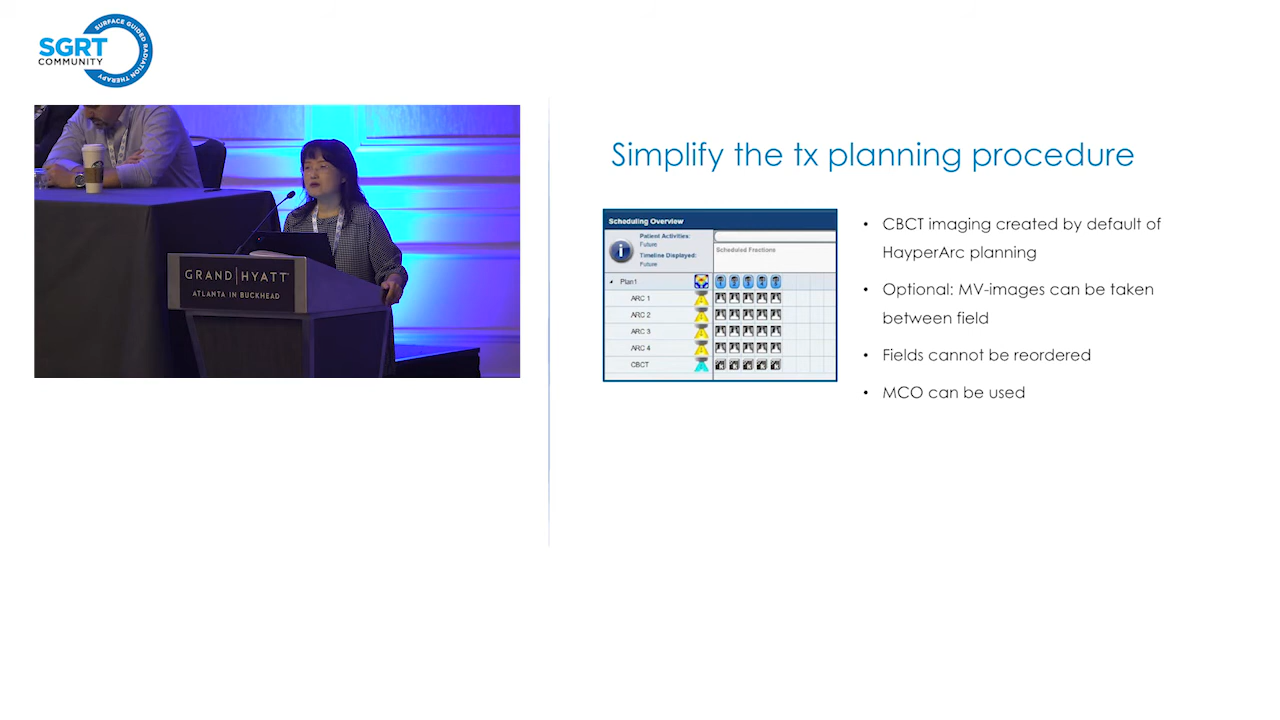 SURFACE GUIDED RADIATION THERAPY
SGRT
COMMUNITY
GRAND HYATT
ATLANTA IN BUCKHEAD
Simplify the tx planning procedure
Scheduling Overview
Patient Activities:
Future
Timeline Displayed:
Future
Scheduled Fractions
Plan1
ARC 1
ARC 2
ARC 3
ARC 4
CBCT
• CBCT imaging created by default of
HayperArc planning
• Optional: MV-images can be taken
between field
• Fields cannot be reordered
• MCO can be used